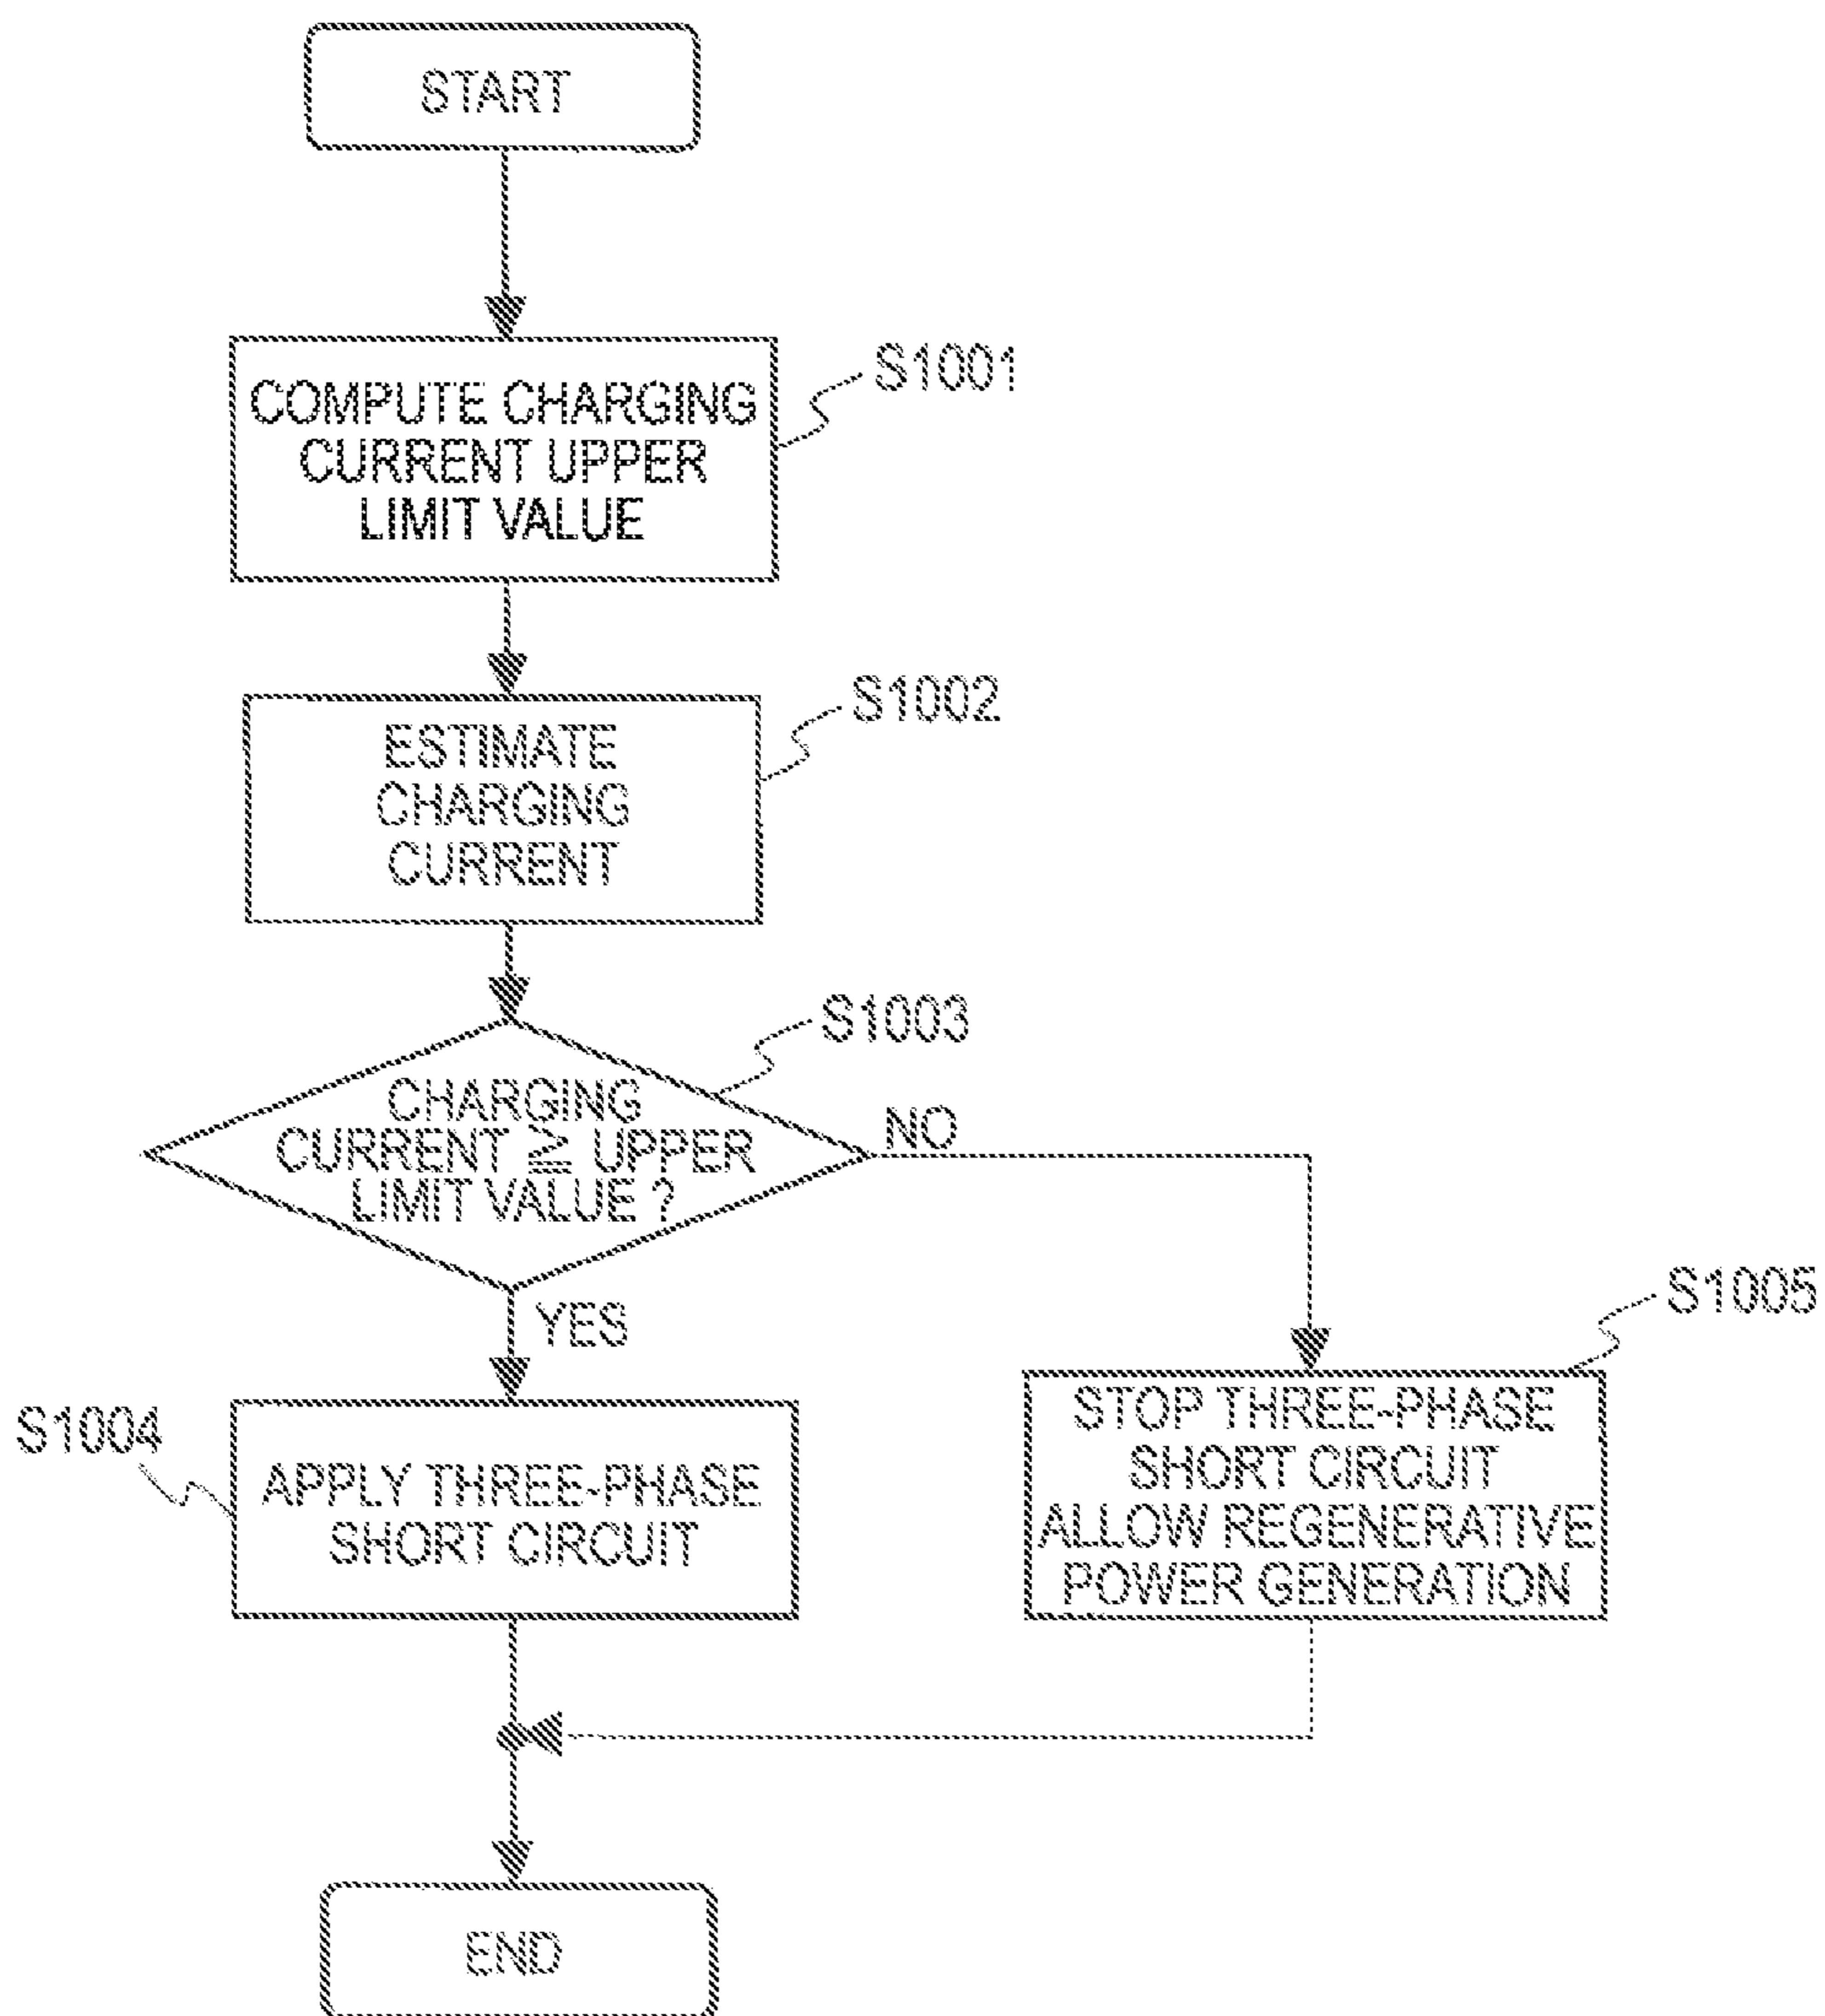 START
COMPUTE CHARGING
CURRENT UPPER
LIMIT VALUE
S1001
ESTIMATE
CHARGING
CURRENT
S1002
CHARGING
CURRENT ≧ UPPER
LIMIT VALUE ?
S1003
NO
YES
S1004
APPLY THREE-PHASE
SHORT CIRCUIT
S1005
STOP THREE-PHASE
SHORT CIRCUIT
ALLOW REGENERATIVE
POWER GENERATION
END